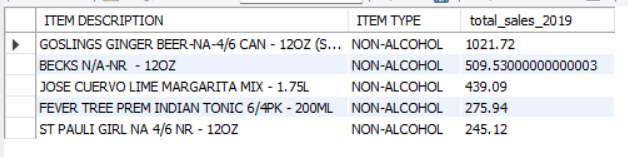 ITEM DESCRIPTION ITEM TYPE total_sales_2019
GOSLINGS GINGER BEER-NA-4/6 CAN - 12OZ (S... NON-ALCOHOL 1021.72
BECKS N/A-NR  - 12OZ NON-ALCOHOL 509.53000000000003
JOSE CUERVO LIME MARGARITA MIX - 1.75L NON-ALCOHOL 439.09
FEVER TREE PREM INDIAN TONIC 6/4PK - 200ML NON-ALCOHOL 275.94
ST PAULI GIRL NA 4/6 NR - 12OZ NON-ALCOHOL 245.12